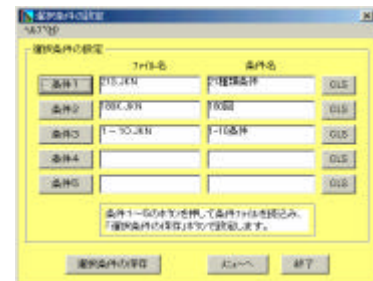 選択条件の設定
ヘルプ(H)
選択条件の設定
ファイル名 条件名
条件1 CLS
条件2 180K.JKN 180回 CLS
条件3 1-10.JKN 1-10条件 CLS
条件4 CLS
条件5 CLS
条件1~5のボタンを押して条件ファイルを読込み、
「選択条件の保存」ボタンで設定します。
選択条件の保存 メニューへ 終了